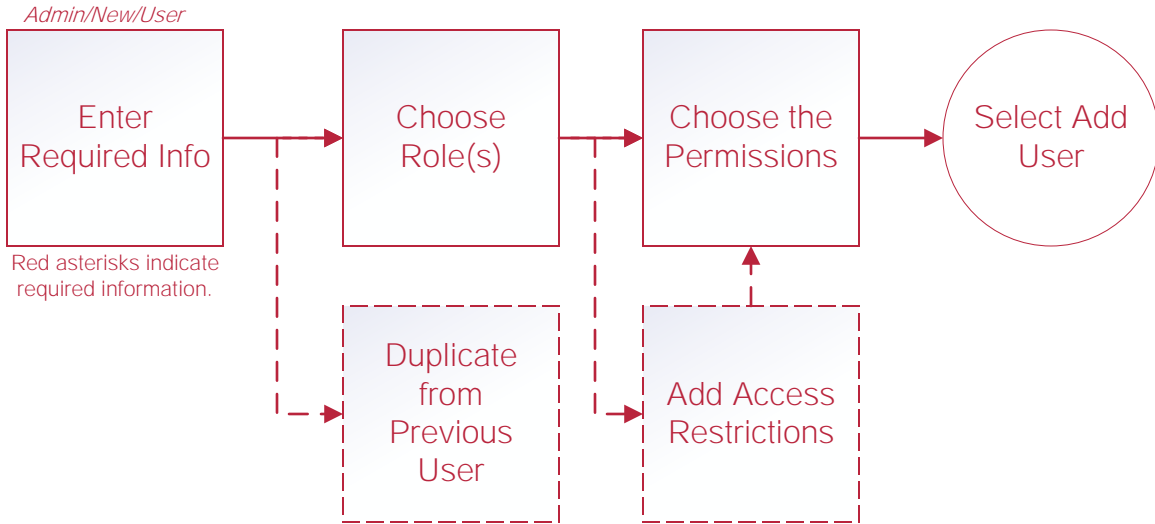 Admin/New/User
Enter
Required Info
Choose
Role(s)
Choose the
Permissions
Select Add
User
Red asterisks indicate
required information.
Duplicate
from
Previous
User
Add Access
Restrictions